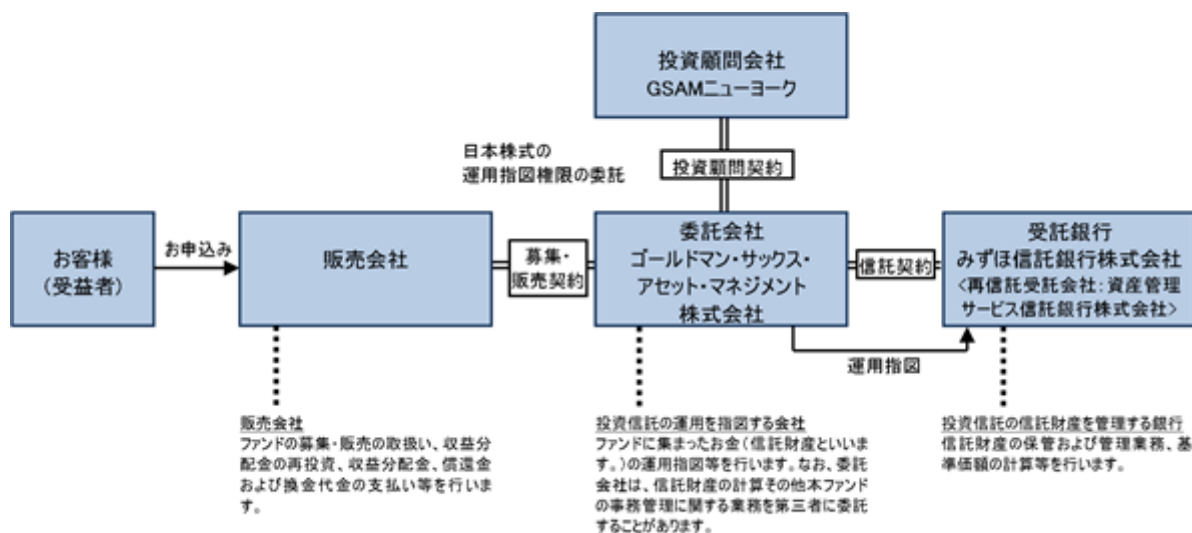 投資顧問会社
GSAMニューヨーク
日本株式の
運用指図権限の委託
投資顧問契約
お客様
(受益者)
お申込み
販売会社
募集・
販売契約
委託会社
ゴールドマン・サックス・
アセット・マネジメント
株式会社
信託契約
受託銀行
みずほ信託銀行株式会社
<再信託受託会社:資産管理
サービス信託銀行株式会社>
運用指図
販売会社
ファンドの募集・販売の取扱い、収益分
配金の再投資、収益分配金、償還金
および換金代金の支払い等を行いま
す。
投資信託の運用を指図する会社
ファンドに集まったお金(信託財産といいま
す。)の運用指図等を行います。なお、委託
会社は、信託財産の計算その他本ファンド
の事務管理に関する業務を第三者に委託
することがあります。
投資信託の信託財産を管理する銀行
信託財産の保管および管理業務、基
準価額の計算等を行います。